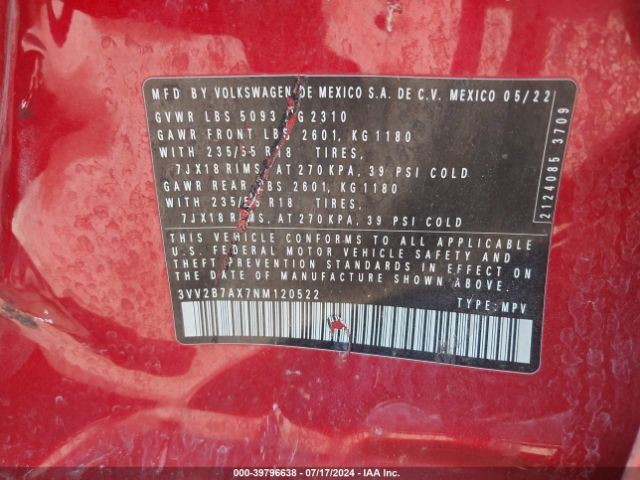 MFD BY VOLKSWAGEN DE MEXICO S.A. DE C.V. MEXICO 05/22
GVWR LBS 5093 G 2310
GAWR FRONT LBS 2601, KG 1180
WITH 235/55 R18 TIRES,
7JX18 RIMS, AT 270 KPA, 39 PSI COLD
GAWR REAR LBS 2601, KG 1180
WITH 235/55 R18 TIRES,
7JX18 RIMS, AT 270 KPA, 39 PSI COLD
THIS VEHICLE CONFORMS TO ALL APPLICABLE
U.S. FEDERAL MOTOR VEHICLE SAFETY AND
THEFT PREVENTION STANDARDS IN EFFECT ON
THE DATE OF MANUFACTURE SHOWN ABOVE.
3VV2B7AX7NM120522 TYPE: MPV
2124085 3709
000-39796638 - 07/17/2024 - IAA Inc.